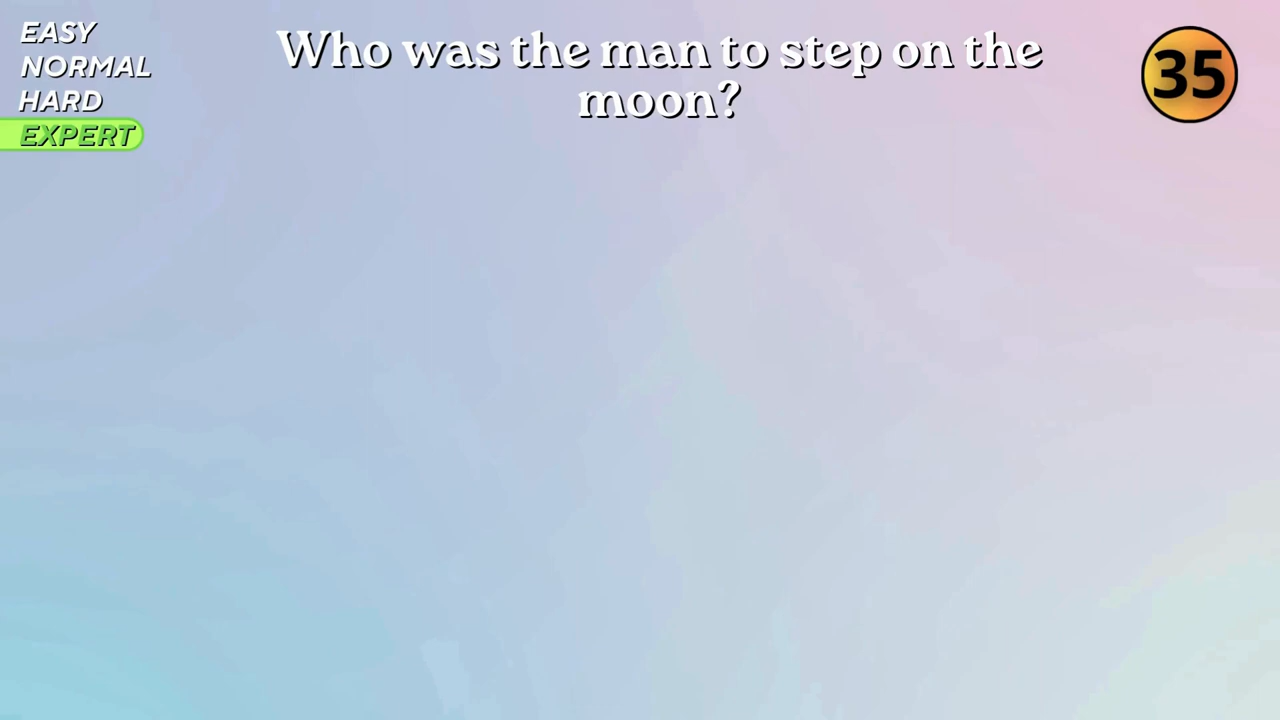 EASY
NORMAL
HARD
EXPERT
Who was the man to step on the
moon?
35